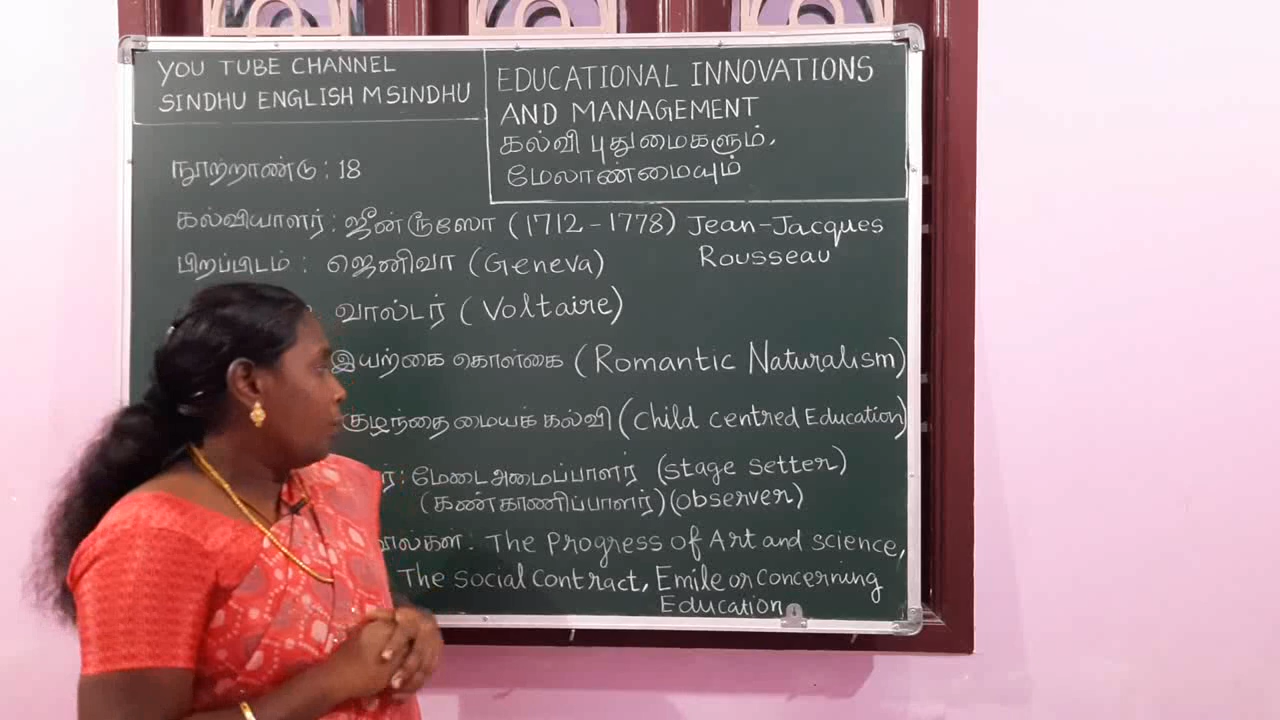 YOU TUBE CHANNEL
SINDHU ENGLISH M SINDHU
EDUCATIONAL INNOVATIONS
AND MANAGEMENT
கல்வி புதுமைகளும்,
மேலாண்மையும்
நூற்றாண்டு : 18
கல்வியாளர் : ஜீன் ரூஸோ (1712 - 1778) Jean-Jacques
Rousseau
பிறப்பிடம் : ஜெனிவா (Geneva)
வால்டர் (Voltaire)
இயற்கை கொள்கை (Romantic Naturalism)
குழந்தை மையக் கல்வி (Child centred Education)
மேடை அமைப்பாளர் (stage setter)
(கண்காணிப்பாளர்) (observer)
The Progress of Art and science,
The Social Contract, Emile or Concerning
Education